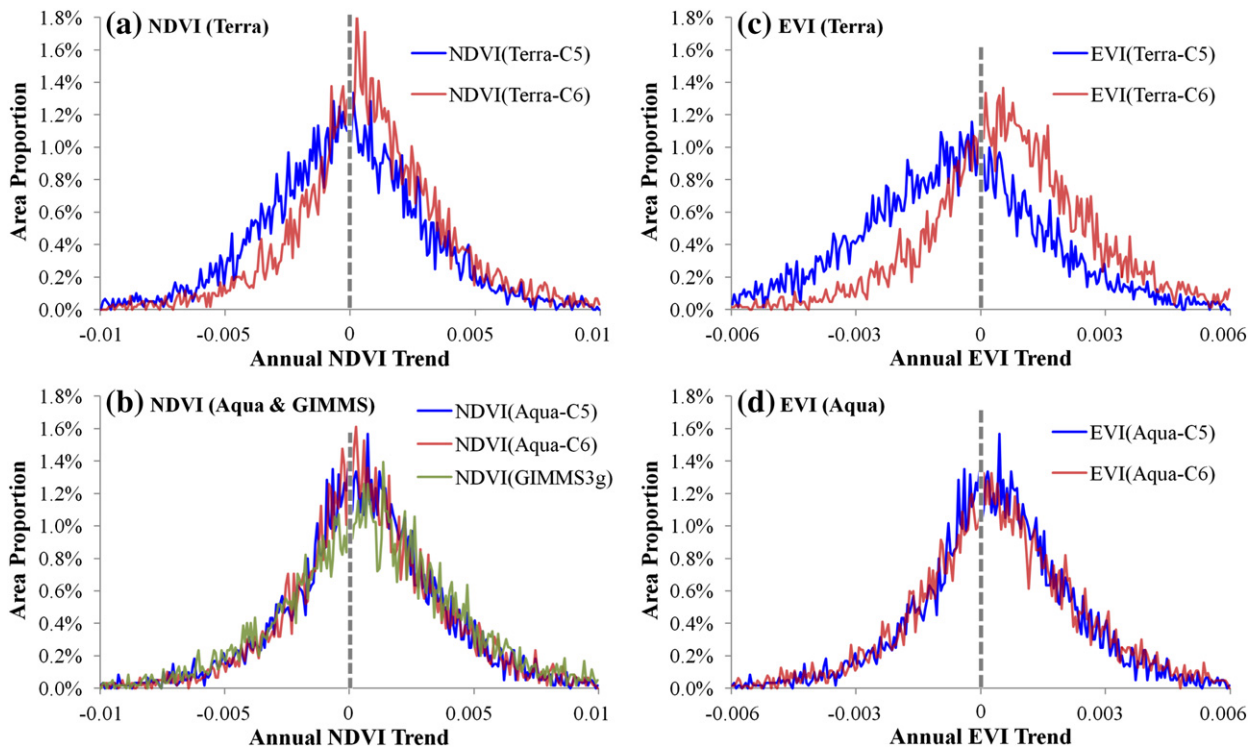 (a) NDVI (Terra)
NDVI(Terra-C5)
NDVI(Terra-C6)
Area Proportion
1.8%
1.6%
1.4%
1.2%
1.0%
0.8%
0.6%
0.4%
0.2%
0.0%
-0.01
-0.005
0
0.005
0.01
Annual NDVI Trend
(c) EVI (Terra)
EVI(Terra-C5)
EVI(Terra-C6)
Area Proportion
1.8%
1.6%
1.4%
1.2%
1.0%
0.8%
0.6%
0.4%
0.2%
0.0%
-0.006
-0.003
0
0.003
0.006
Annual EVI Trend
(b) NDVI (Aqua & GIMMS)
NDVI(Aqua-C5)
NDVI(Aqua-C6)
NDVI(GIMMS3g)
Area Proportion
1.8%
1.6%
1.4%
1.2%
1.0%
0.8%
0.6%
0.4%
0.2%
0.0%
-0.01
-0.005
0
0.005
0.01
Annual NDVI Trend
(d) EVI (Aqua)
EVI(Aqua-C5)
EVI(Aqua-C6)
Area Proportion
1.8%
1.6%
1.4%
1.2%
1.0%
0.8%
0.6%
0.4%
0.2%
0.0%
-0.006
-0.003
0
0.003
0.006
Annual EVI Trend